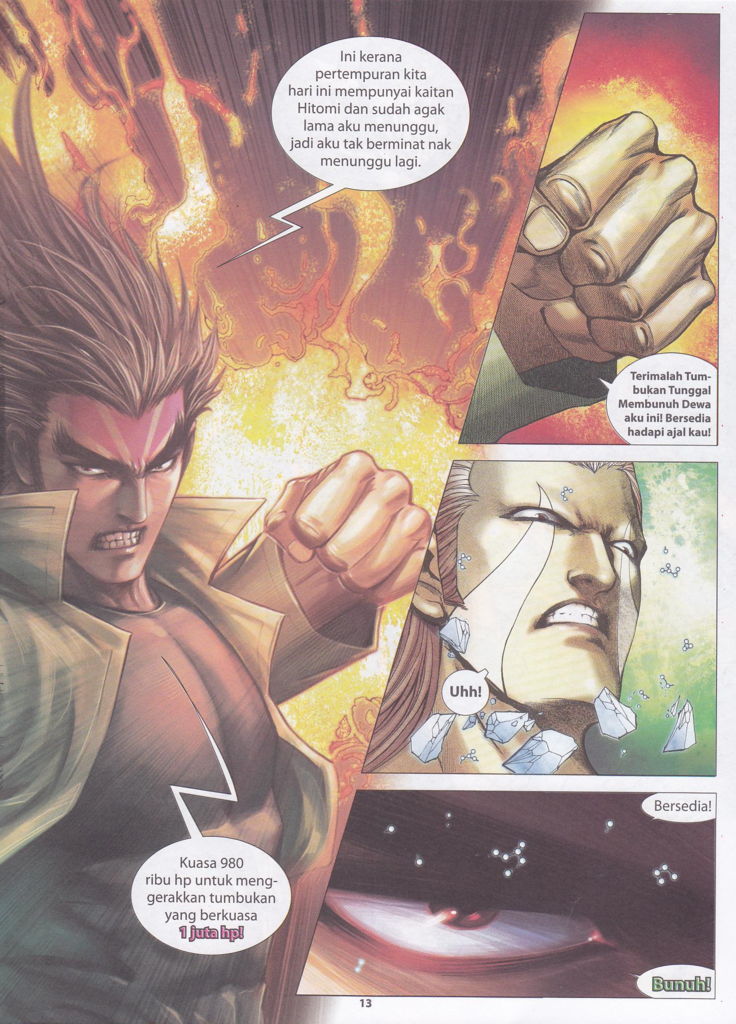 Ini kerana
pertempuran kita
hari ini mempunyai kaitan
Hitomi dan sudah agak
lama aku menunggu,
jadi aku tak berminat nak
menunggu lagi.
Terimalah Tum-
bukan Tunggal
Membunuh Dewa
aku ini! Bersedia
hadapi ajal kau!
Uhh!
Kuasa 980
ribu hp untuk meng-
gerakkan tumbukan
yang berkuasa
1 juta hp!
Bersedia!
Bunuh!
13